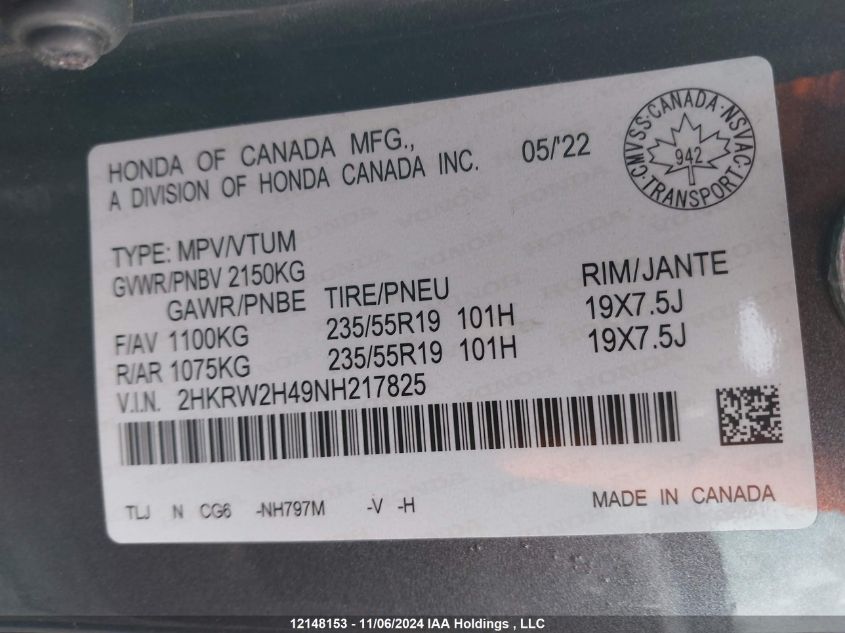 HONDA OF CANADA MFG.,
A DIVISION OF HONDA CANADA INC. 05/'22
CMVSS · CANADA · NSVAC · TRANSPORT ·
942
TYPE: MPV/VTUM
GVWR/PNBV 2150KG
GAWR/PNBE TIRE/PNEU RIM/JANTE
F/AV 1100KG 235/55R19 101H 19X7.5J
R/AR 1075KG 235/55R19 101H 19X7.5J
V.I.N. 2HKRW2H49NH217825
TLJ N CG6 -NH797M -V -H MADE IN CANADA
12148153 - 11/06/2024 IAA Holdings , LLC